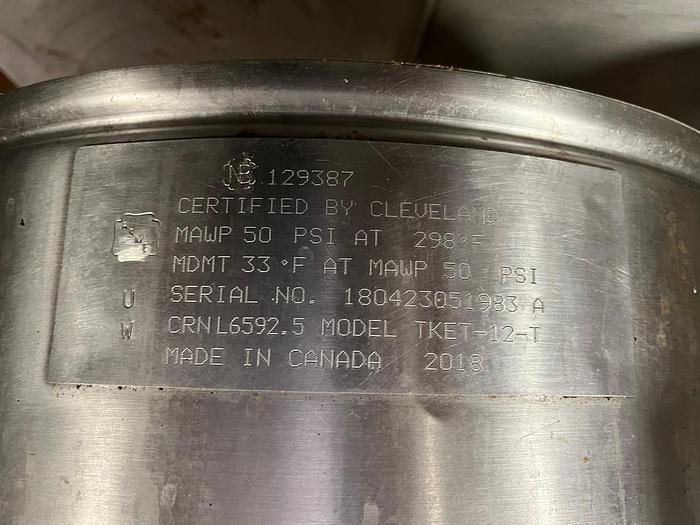 NB 129387
CERTIFIED BY CLEVELAND
MAWP 50 PSI AT 298°F
MDMT 33 °F AT MAWP 50 PSI
U SERIAL NO. 180423051983 A
W CRN L6592.5 MODEL TKET-12-T
MADE IN CANADA 2018